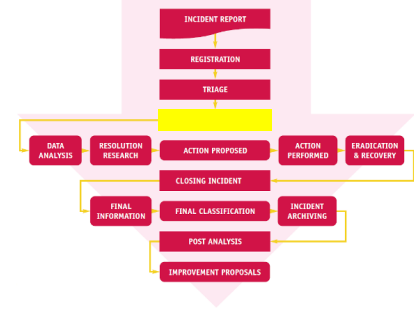 INCIDENT REPORT
REGISTRATION
TRIAGE
DATA
ANALYSIS
RESOLUTION
RESEARCH
ACTION PROPOSED
ACTION
PERFORMED
ERADICATION
& RECOVERY
CLOSING INCIDENT
FINAL
INFORMATION
FINAL CLASSIFICATION
INCIDENT
ARCHIVING
POST ANALYSIS
IMPROVEMENT PROPOSALS